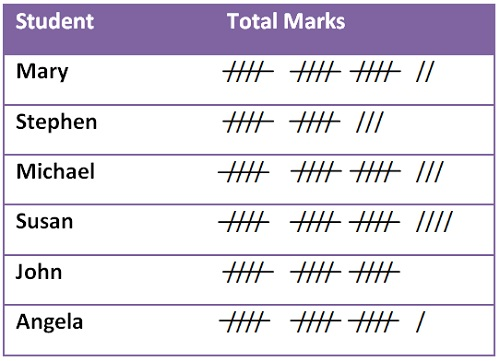 Student Total Marks
Mary
Stephen
Michael
Susan
John
Angela